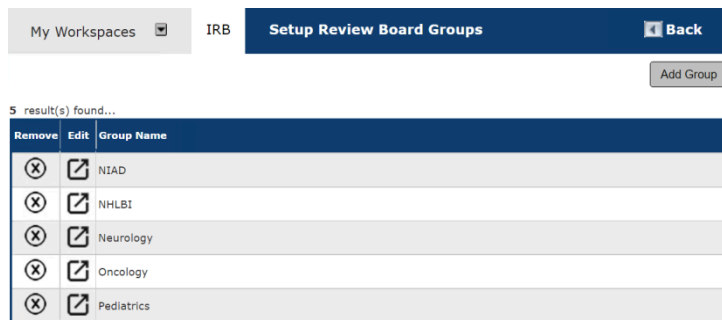 My Workspaces IRB Setup Review Board Groups Back
Add Group
5 result(s) found...
Remove Edit Group Name
NIAD
NHLBI
Neurology
Oncology
Pediatrics